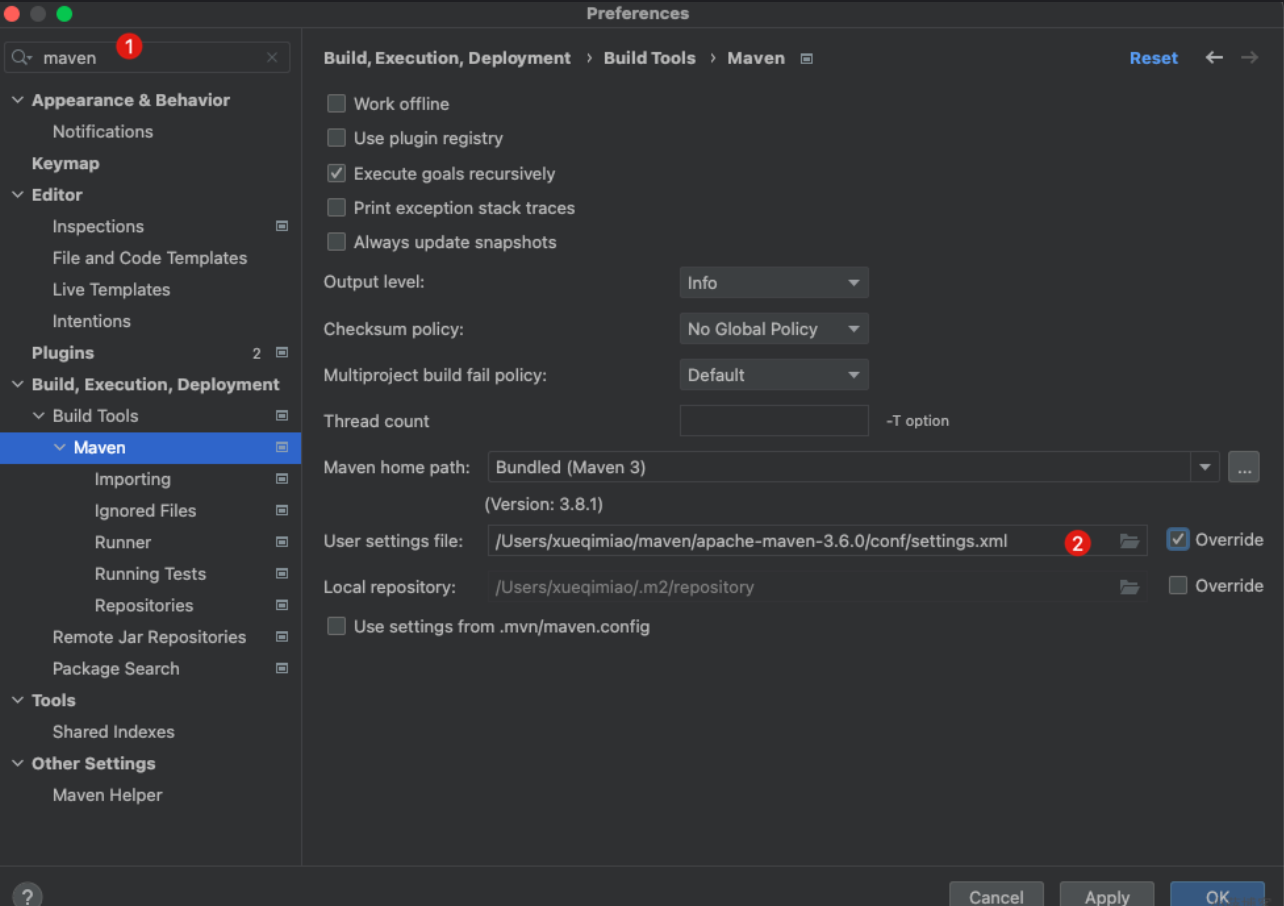 Preferences
maven
1
Appearance & Behavior
Notifications
Keymap
Editor
Inspections
File and Code Templates
Live Templates
Intentions
Plugins 2
Build, Execution, Deployment
Build Tools
Maven
Importing
Ignored Files
Runner
Running Tests
Repositories
Remote Jar Repositories
Package Search
Tools
Shared Indexes
Other Settings
Maven Helper
?
Build, Execution, Deployment › Build Tools › Maven
Reset
Work offline
Use plugin registry
Execute goals recursively
Print exception stack traces
Always update snapshots
Output level: Info
Checksum policy: No Global Policy
Multiproject build fail policy: Default
Thread count -T option
Maven home path: Bundled (Maven 3) ...
(Version: 3.8.1)
User settings file: /Users/xueqimiao/maven/apache-maven-3.6.0/conf/settings.xml 2 Override
Local repository: /Users/xueqimiao/.m2/repository Override
Use settings from .mvn/maven.config
Cancel Apply OK